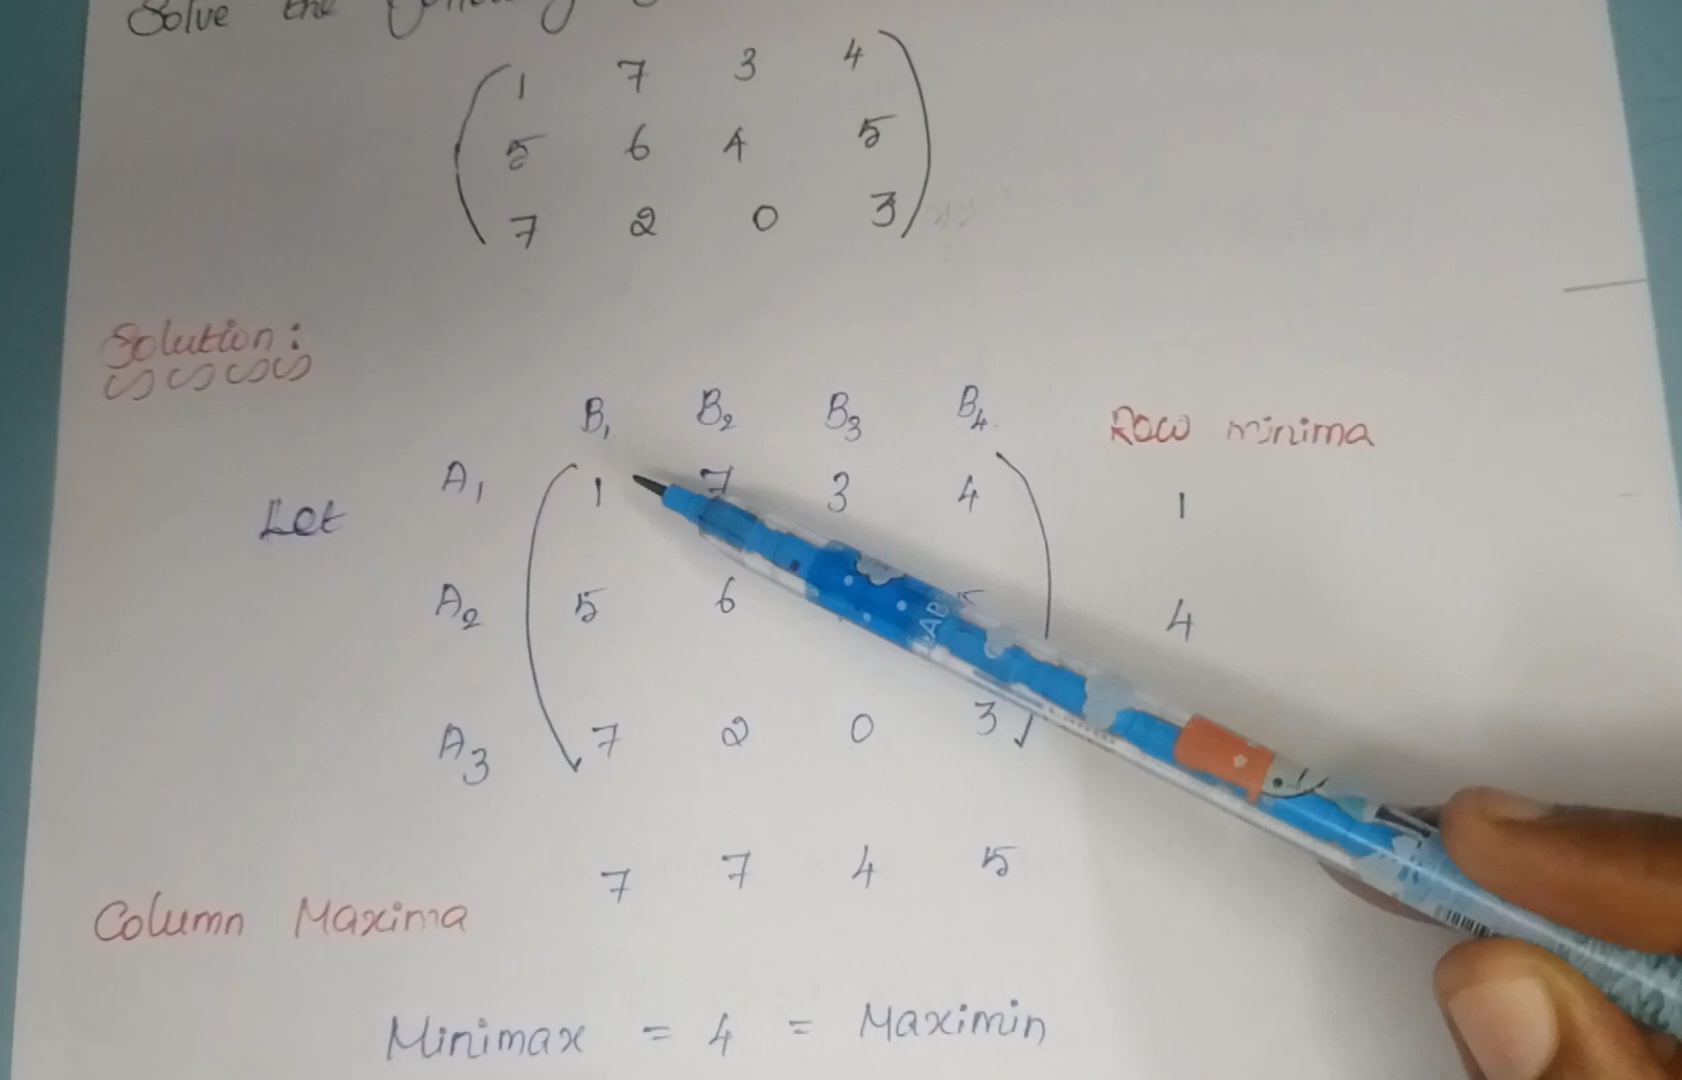 Solve the
1 7 3 4
5 6 4 5
7 2 0 3
Solution:
B1 B2 B3 B4 Row minima
Let A1 1 7 3 4 1
A2 5 6 5 4
A3 7 2 0 3
7 7 4 5
Column Maxima
Minimax = 4 = Maximin